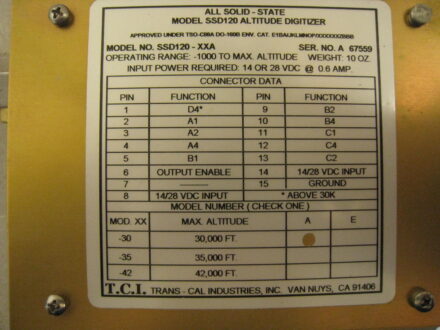 ALL SOLID - STATE
MODEL SSD120 ALTITUDE DIGITIZER
APPROVED UNDER TSO-C88A DO-160B ENV. CAT.
MODEL NO. SSD120 - XXA SER. NO. A 67559
OPERATING RANGE: -1000 TO MAX. ALTITUDE WEIGHT: 10 OZ.
INPUT POWER REQUIRED: 14 OR 28 VDC @ 0.6 AMP.
CONNECTOR DATA
PIN FUNCTION PIN FUNCTION
1 D4* 9 B2
2 A1 10 B4
3 A2 11 C1
4 A4 12 C4
5 B1 13 C2
6 OUTPUT ENABLE 14 14/28 VDC INPUT
7 ——— 15 GROUND
8 14/28 VDC INPUT * ABOVE 30K
MODEL NUMBER ( CHECK ONE )
MOD. XX MAX. ALTITUDE A E
-30 30,000 FT.
-35 35,000 FT.
-42 42,000 FT.
T.C.I. TRANS - CAL INDUSTRIES, INC. VAN NUYS, CA 91406